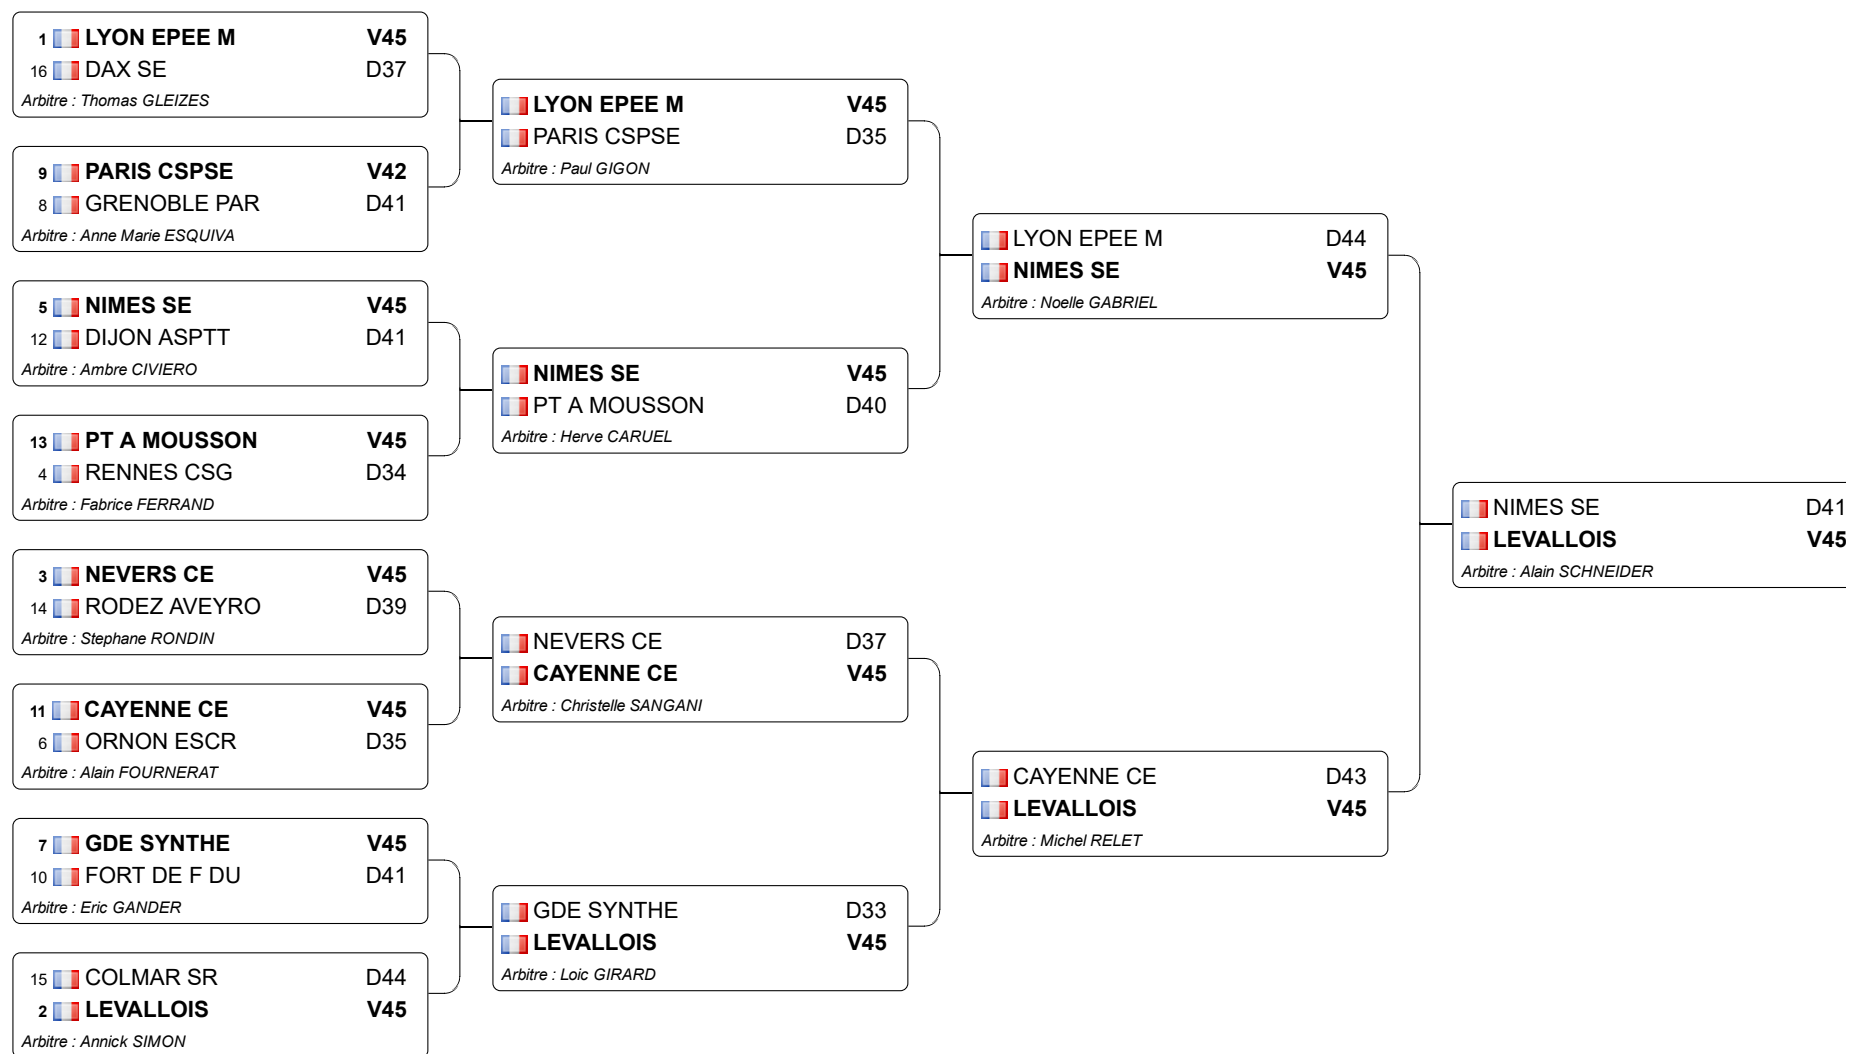 1 LYON EPEE M V45
16 DAX SE D37
Arbitre : Thomas GLEIZES
9 PARIS CSPSE V42
8 GRENOBLE PAR D41
Arbitre : Anne Marie ESQUIVA
5 NIMES SE V45
12 DIJON ASPTT D41
Arbitre : Ambre CIVIERO
13 PT A MOUSSON V45
4 RENNES CSG D34
Arbitre : Fabrice FERRAND
3 NEVERS CE V45
14 RODEZ AVEYRO D39
Arbitre : Stephane RONDIN
11 CAYENNE CE V45
6 ORNON ESCR D35
Arbitre : Alain FOURNERAT
7 GDE SYNTHE V45
10 FORT DE F DU D41
Arbitre : Eric GANDER
15 COLMAR SR D44
2 LEVALLOIS V45
Arbitre : Annick SIMON
LYON EPEE M V45
PARIS CSPSE D35
Arbitre : Paul GIGON
NIMES SE V45
PT A MOUSSON D40
Arbitre : Herve CARUEL
NEVERS CE D37
CAYENNE CE V45
Arbitre : Christelle SANGANI
GDE SYNTHE D33
LEVALLOIS V45
Arbitre : Loic GIRARD
LYON EPEE M D44
NIMES SE V45
Arbitre : Noelle GABRIEL
CAYENNE CE D43
LEVALLOIS V45
Arbitre : Michel RELET
NIMES SE D41
LEVALLOIS V45
Arbitre : Alain SCHNEIDER